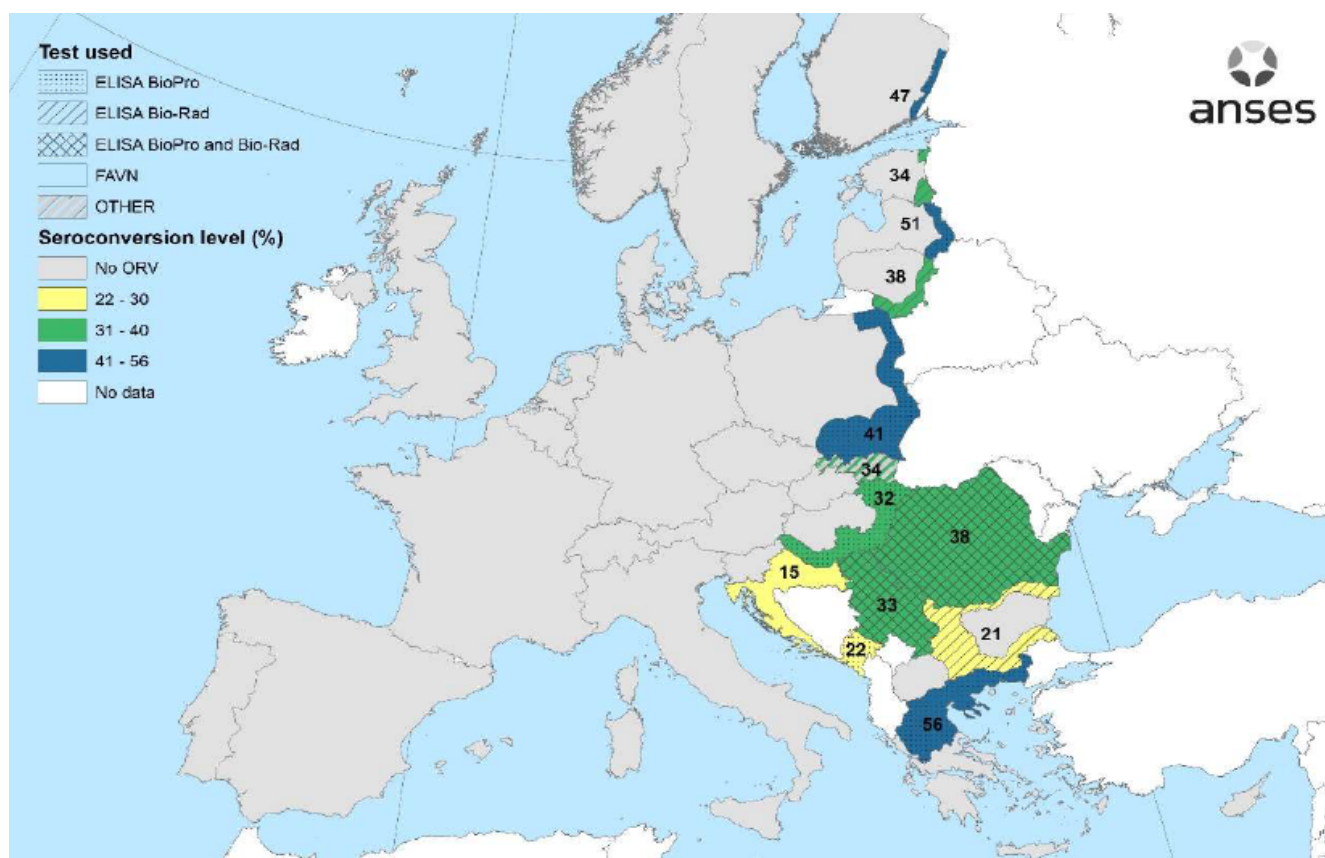 Test used
ELISA BioPro
ELISA Bio-Rad
ELISA BioPro and Bio-Rad
FAVN
OTHER
Seroconversion level (%)
No ORV
22 - 30
31 - 40
41 - 56
No data
anses
47
34
51
38
41
34
32
38
15
33
21
22
56